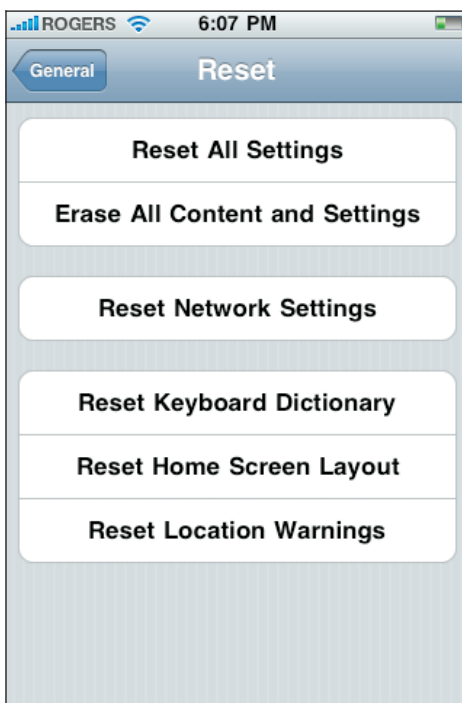 ROGERS 6:07 PM
General Reset
Reset All Settings
Erase All Content and Settings
Reset Network Settings
Reset Keyboard Dictionary
Reset Home Screen Layout
Reset Location Warnings